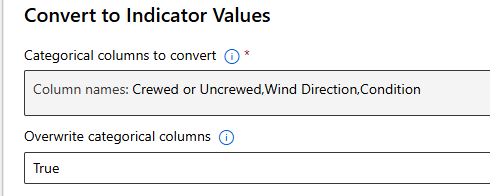 Convert to Indicator Values
Categorical columns to convert ⓘ *
Column names: Crewed or Uncrewed,Wind Direction,Condition
Overwrite categorical columns ⓘ
True